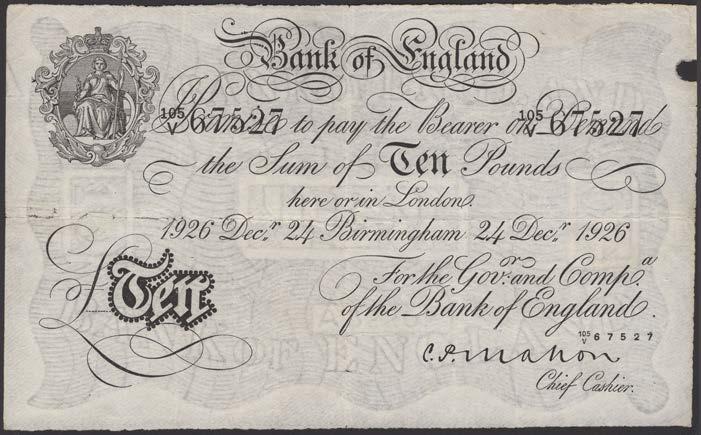 Bank of England
105/V 67527 105/V 67527
I Promise to pay the Bearer on Demand
the Sum of Ten Pounds
here or in London.
1926 Decr. 24 Birmingham 24 Decr. 1926
For the Govr. and Compa.
of the Bank of England.
£Ten
105/V 67527
C.P. Mahon
Chief Cashier.